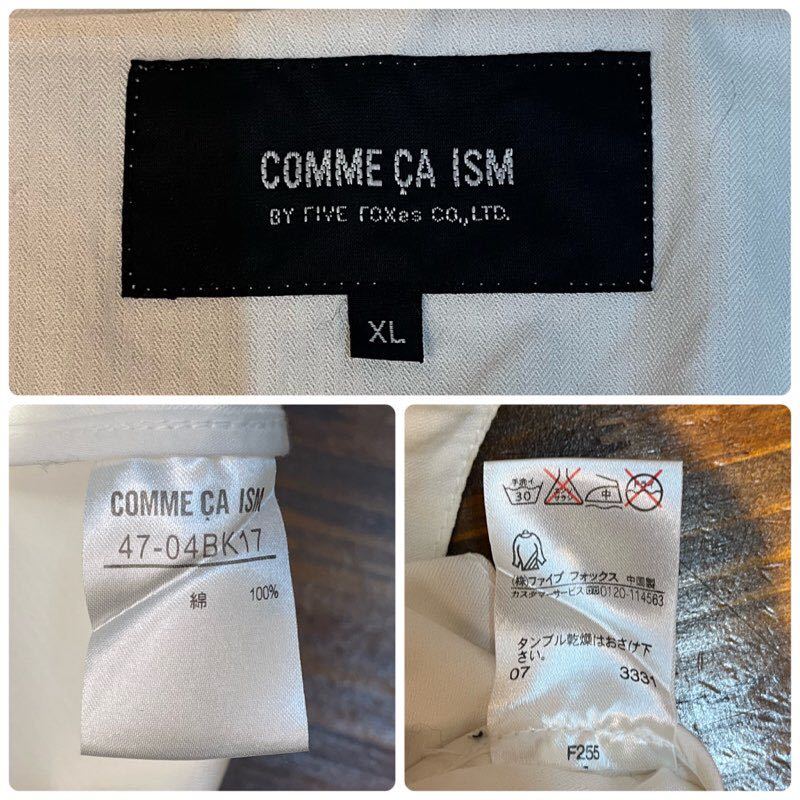 COMME ÇA ISM
BY FIVE FOXes CO.,LTD.
XL
COMME ÇA ISM
47-04BK17
綿 100%
手洗イ
30
中
(株)ファイブ フォックス 中国製
カスタマーサービス 0120-114563
タンブル乾燥はおさけ下
さい。
07 3331
F255